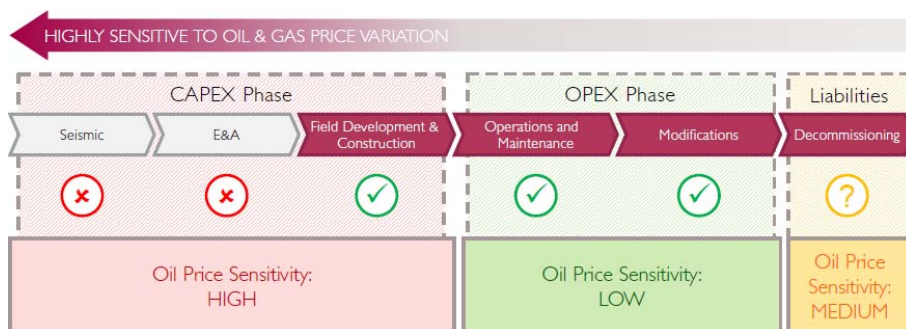 HIGHLY SENSITIVE TO OIL & GAS PRICE VARIATION
CAPEX Phase
OPEX Phase
Liabilities
Seismic
E&A
Field Development &
Construction
Operations and
Maintenance
Modifications
Decommissioning
?
Oil Price Sensitivity:
HIGH
Oil Price Sensitivity:
LOW
Oil Price
Sensitivity:
MEDIUM